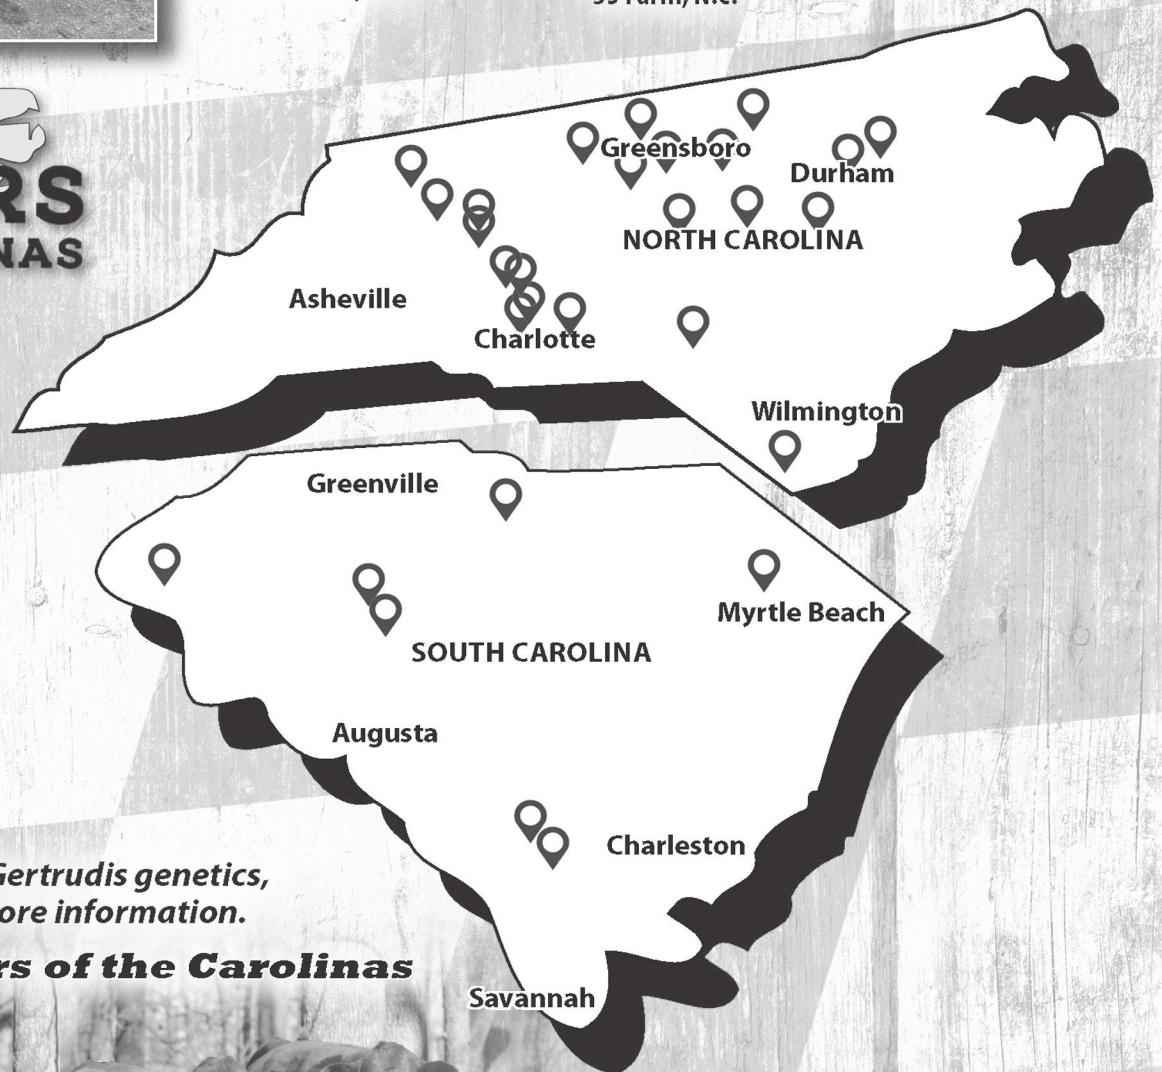 Greensboro
Durham
RS
NORTH CAROLINA
NAS
Asheville
Charlotte
Wilmington
Greenville
Myrtle Beach
SOUTH CAROLINA
Augusta
Charleston
Gertrudis genetics,
ore information.
rs of the Carolinas
Savannah